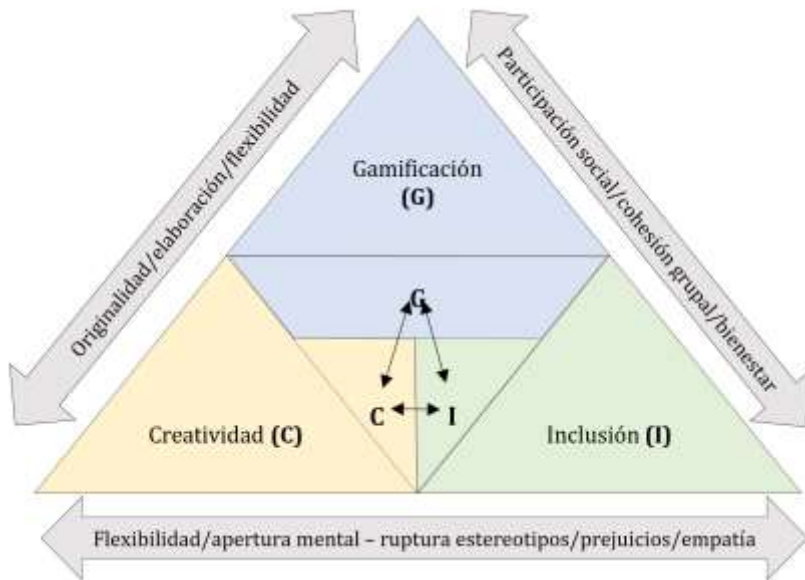 Originalidad/elaboración/flexibilidad
Participación social/cohesión grupal/bienestar
Gamificación
(G)
G
C
I
Creatividad (C)
Inclusión (I)
Flexibilidad/apertura mental – ruptura estereotipos/prejuicios/empatía